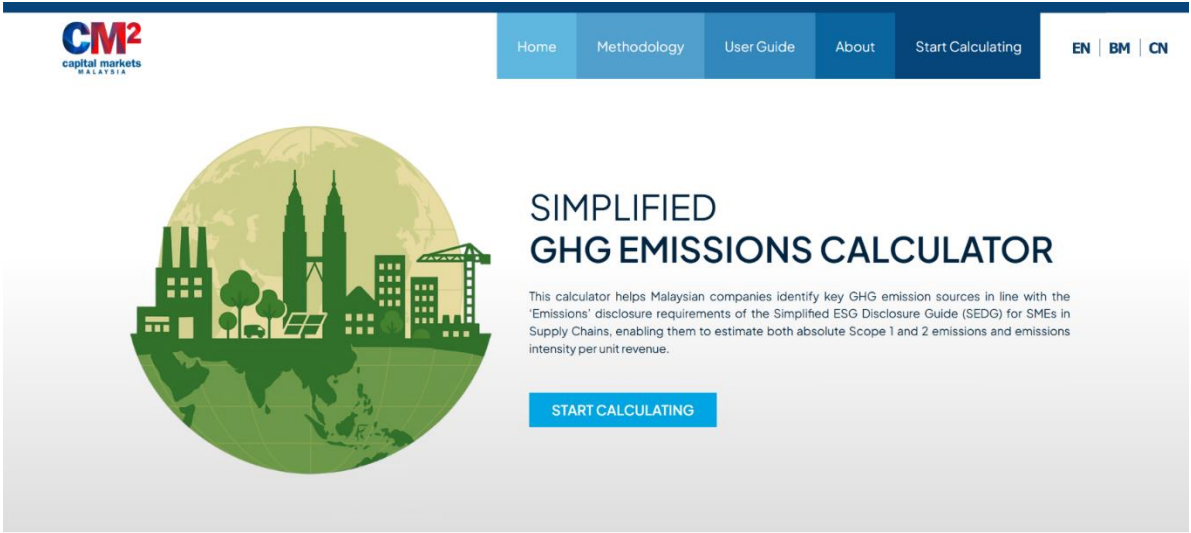 CM2
capital markets
MALAYSIA
Home
Methodology
User Guide
About
Start Calculating
EN | BM | CN
SIMPLIFIED
GHG EMISSIONS CALCULATOR
This calculator helps Malaysian companies identify key GHG emission sources in line with the
‘Emissions’ disclosure requirements of the Simplified ESG Disclosure Guide (SEDG) for SMEs in
Supply Chains, enabling them to estimate both absolute Scope 1 and 2 emissions and emissions
intensity per unit revenue.
START CALCULATING